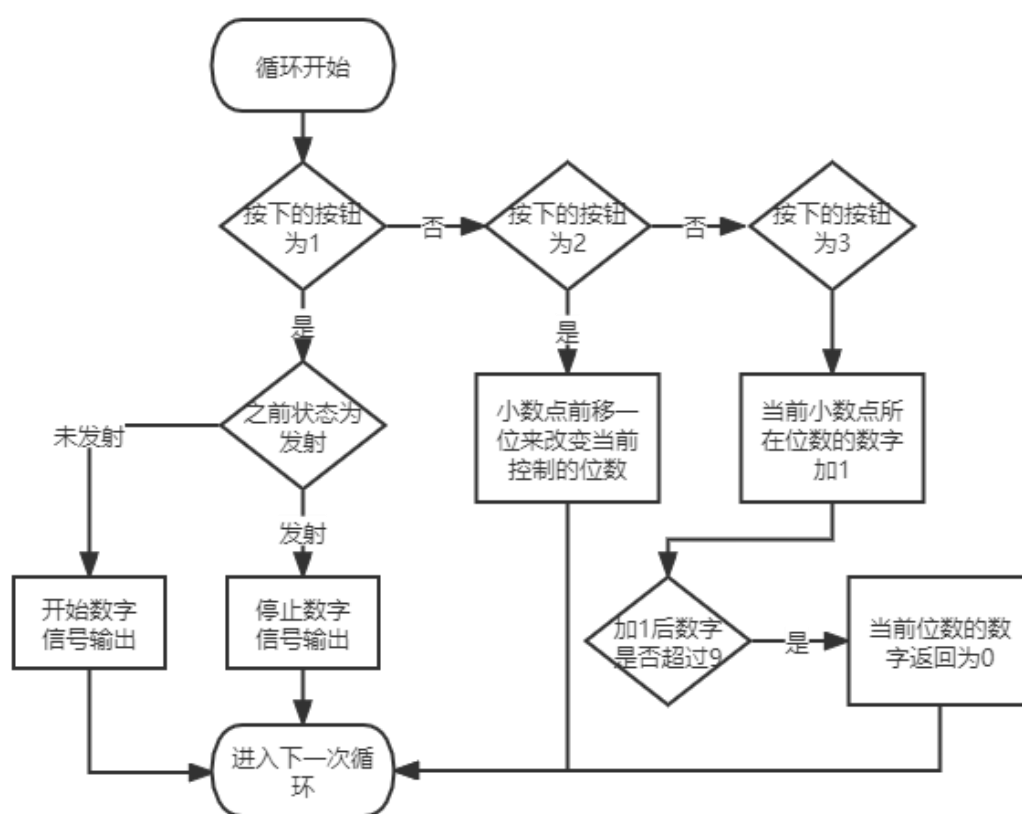 循环开始
按下的按钮
为1
否
按下的按钮
为2
否
按下的按钮
为3
是
是
之前状态为
发射
未发射
发射
小数点前移一
位来改变当前
控制的位数
当前小数点所
在位数的数字
加1
开始数字
信号输出
停止数字
信号输出
加1后数字
是否超过9
是
当前位数的数
字返回为0
进入下一次循
环